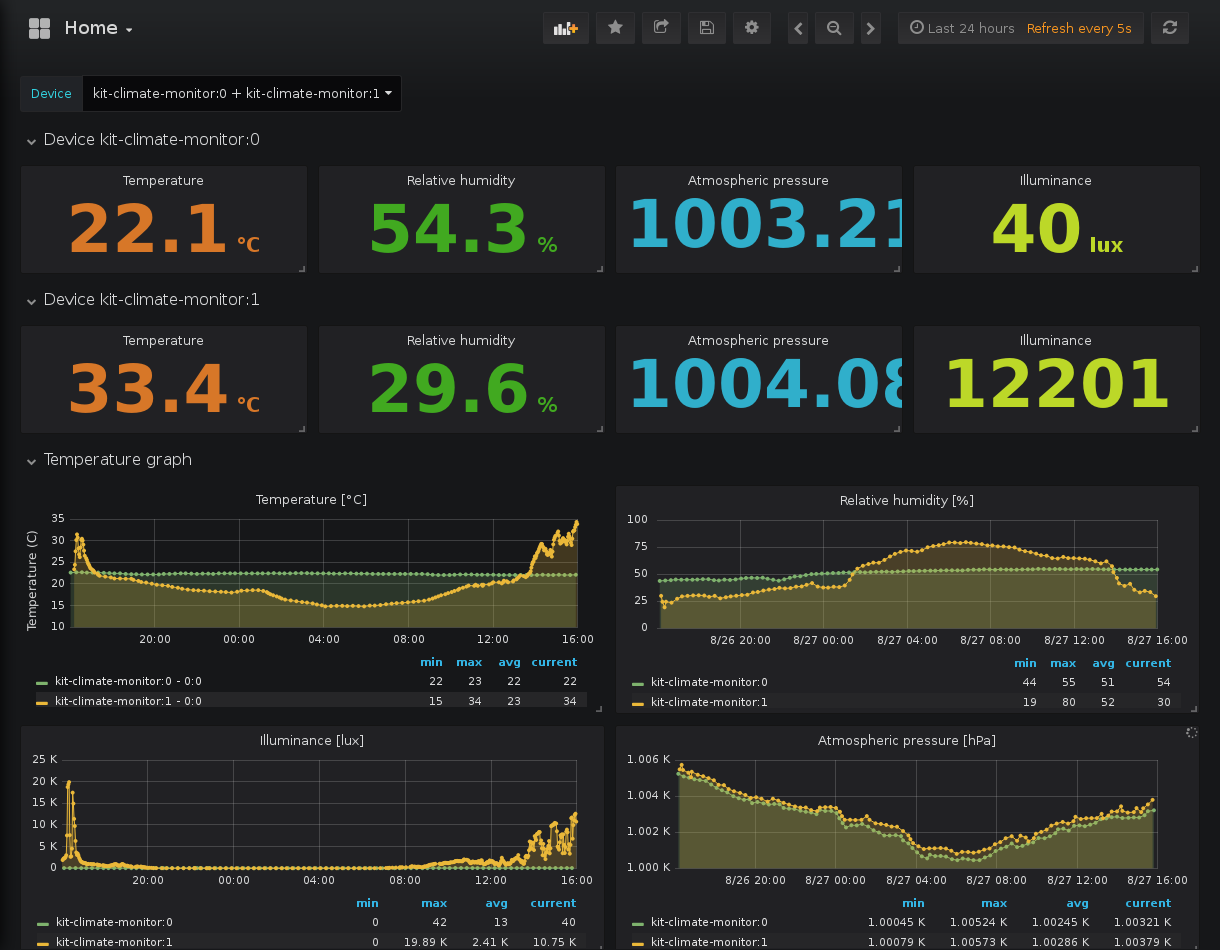 Home
Last 24 hours Refresh every 5s
Device kit-climate-monitor:0 + kit-climate-monitor:1
Device kit-climate-monitor:0
Temperature Relative humidity Atmospheric pressure Illuminance
22.1 °C 54.3 % 1003.21 40 lux
Device kit-climate-monitor:1
Temperature Relative humidity Atmospheric pressure Illuminance
33.4 °C 29.6 % 1004.08 12201
Temperature graph
Temperature [°C]
Temperature (C)
35
30
25
20
15
10
20:00 00:00 04:00 08:00 12:00 16:00
min max avg current
kit-climate-monitor:0 - 0:0 22 23 22 22
kit-climate-monitor:1 - 0:0 15 34 23 34
Relative humidity [%]
100
75
50
25
0
8/26 20:00 8/27 00:00 8/27 04:00 8/27 08:00 8/27 12:00 8/27 16:00
min max avg current
kit-climate-monitor:0 44 55 51 54
kit-climate-monitor:1 19 80 52 30
Illuminance [lux]
25 K
20 K
15 K
10 K
5 K
0
20:00 00:00 04:00 08:00 12:00 16:00
min max avg current
kit-climate-monitor:0 0 42 13 40
kit-climate-monitor:1 0 19.89 K 2.41 K 10.75 K
Atmospheric pressure [hPa]
1.006 K
1.004 K
1.002 K
1.000 K
8/26 20:00 8/27 00:00 8/27 04:00 8/27 08:00 8/27 12:00 8/27 16:00
min max avg current
kit-climate-monitor:0 1.00045 K 1.00524 K 1.00245 K 1.00321 K
kit-climate-monitor:1 1.00079 K 1.00573 K 1.00286 K 1.00379 K